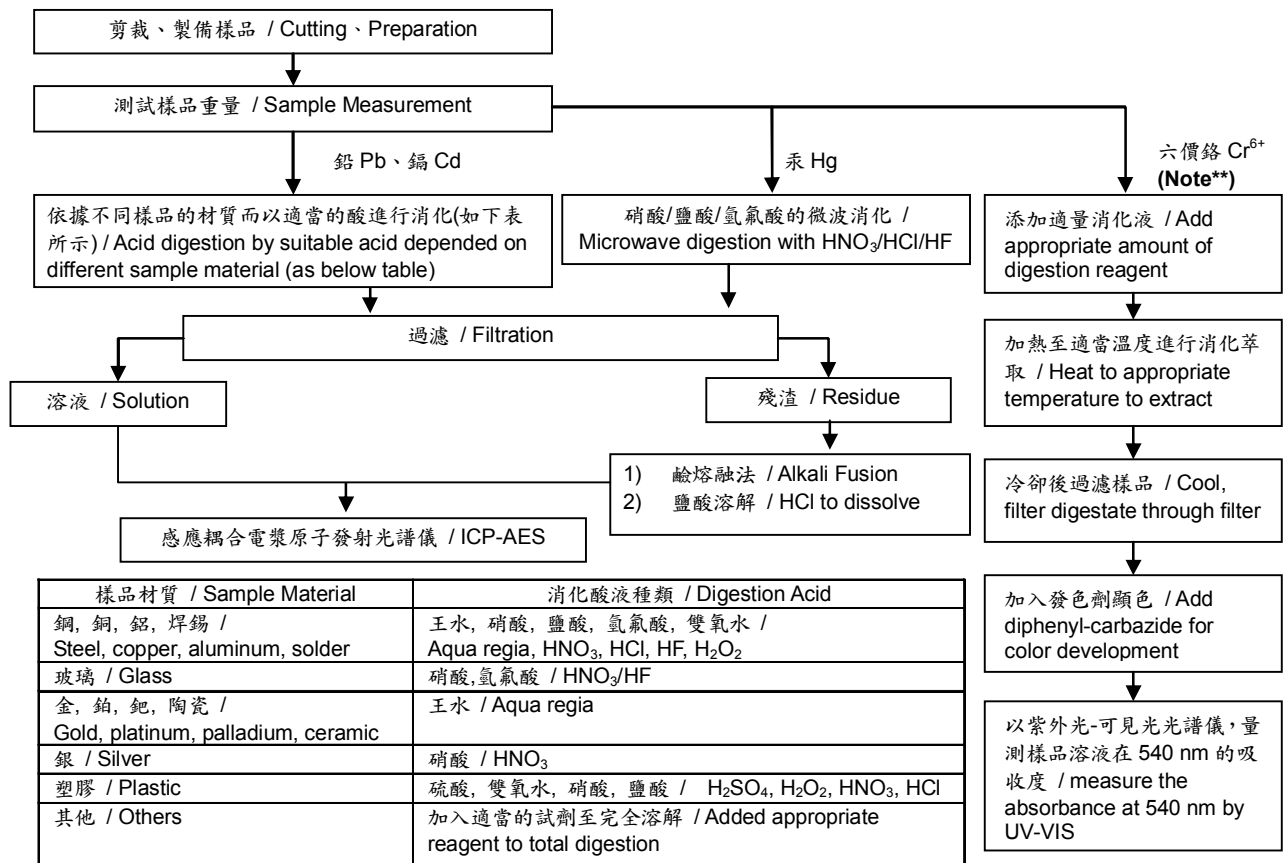 剪裁、製備樣品 / Cutting、Preparation
測試樣品重量 / Sample Measurement
鉛 Pb、鎘 Cd
汞 Hg
六價鉻 Cr⁶⁺
(Note**)
依據不同樣品的材質而以適當的酸進行消化(如下表
所示) / Acid digestion by suitable acid depended on
different sample material (as below table)
硝酸/鹽酸/氫氟酸的微波消化 /
Microwave digestion with HNO₃/HCl/HF
添加適量消化液 / Add
appropriate amount of
digestion reagent
過濾 / Filtration
加熱至適當溫度進行消化萃
取 / Heat to appropriate
temperature to extract
溶液 / Solution
殘渣 / Residue
1) 鹼熔融法 / Alkali Fusion
2) 鹽酸溶解 / HCl to dissolve
冷卻後過濾樣品 / Cool,
filter digestate through filter
感應耦合電漿原子發射光譜儀 / ICP-AES
加入發色劑顯色 / Add
diphenyl-carbazide for
color development
以紫外光-可見光光譜儀，量
測樣品溶液在 540 nm 的吸
收度 / measure the
absorbance at 540 nm by
UV-VIS
樣品材質 / Sample Material
消化酸液種類 / Digestion Acid
鋼, 銅, 鋁, 焊錫 /
Steel, copper, aluminum, solder
王水, 硝酸, 鹽酸, 氫氟酸, 雙氧水 /
Aqua regia, HNO₃, HCl, HF, H₂O₂
玻璃 / Glass
硝酸,氫氟酸 / HNO₃/HF
金, 鉑, 鈀, 陶瓷 /
Gold, platinum, palladium, ceramic
王水 / Aqua regia
銀 / Silver
硝酸 / HNO₃
塑膠 / Plastic
硫酸, 雙氧水, 硝酸, 鹽酸 / H₂SO₄, H₂O₂, HNO₃, HCl
其他 / Others
加入適當的試劑至完全溶解 / Added appropriate
reagent to total digestion